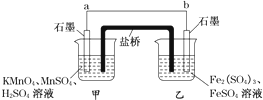 a b
石墨 石墨
盐桥
KMnO₄、MnSO₄、
H₂SO₄ 溶液
Fe₂(SO₄)₃、
FeSO₄ 溶液
甲 乙